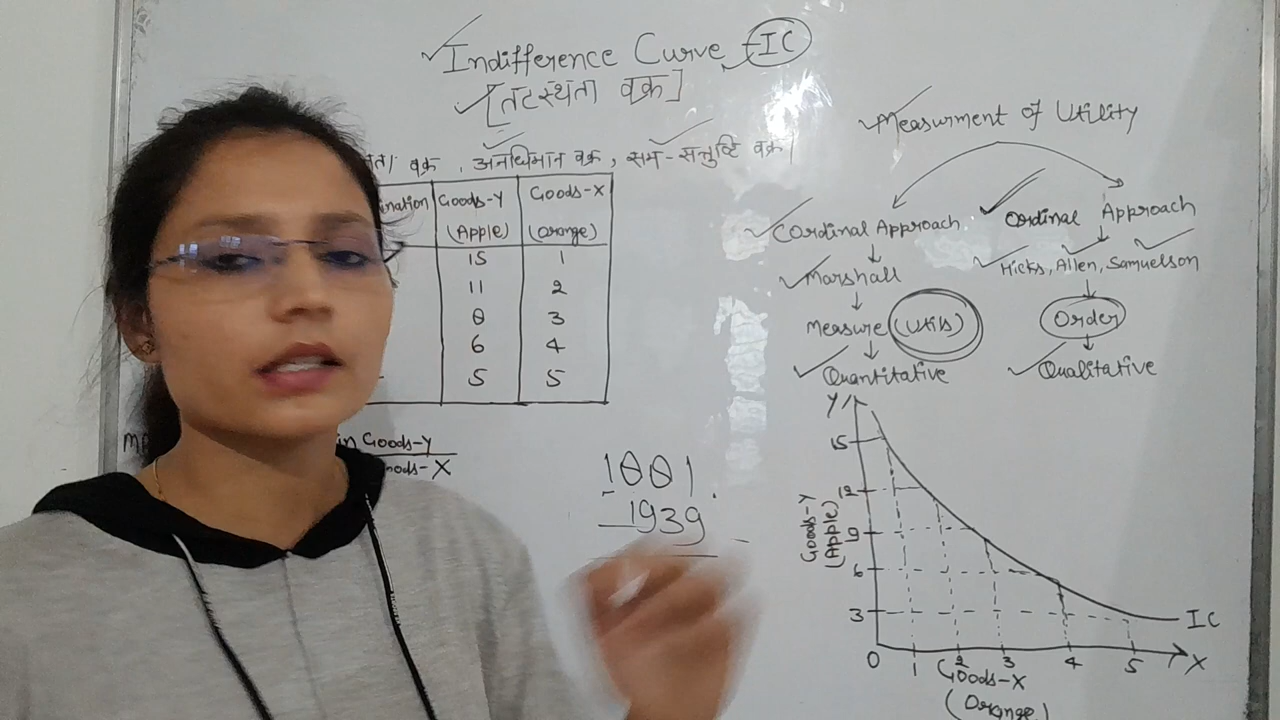 Indifference Curve - IC
[तटस्थता वक्र]
वक्र, अनधिमान वक्र, सम-सन्तुष्टि वक्र
Goods-Y Goods-X
(Apple) (Orange)
15 1
11 2
8 3
6 4
5 5
in Goods-Y
Goods-X
1881.
- 1939
Measurment of Utility
Cordinal Approach
Marshall
Measure (Utils)
Quantitative
Ordinal Approach
Hicks, Allen, Samuelson
Order
Qualitative
Y
15
12
10
6
3
Goods-Y
(Apple)
IC
0 1 2 3 4 5 X
Goods-X
(Orange)